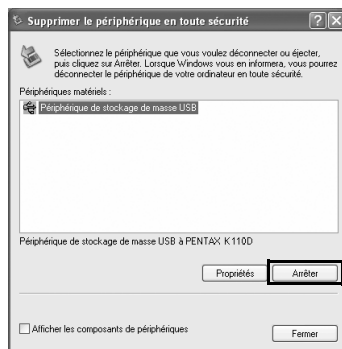 Supprimer le périphérique en toute sécurité
Sélectionnez le périphérique que vous voulez déconnecter ou éjecter,
puis cliquez sur Arrêter. Lorsque Windows vous en informera, vous pourrez
déconnecter le périphérique de votre ordinateur en toute sécurité.
Périphériques matériels :
Périphérique de stockage de masse USB
Périphérique de stockage de masse USB à PENTAX K110D
Propriétés
Arrêter
Afficher les composants de périphériques
Fermer